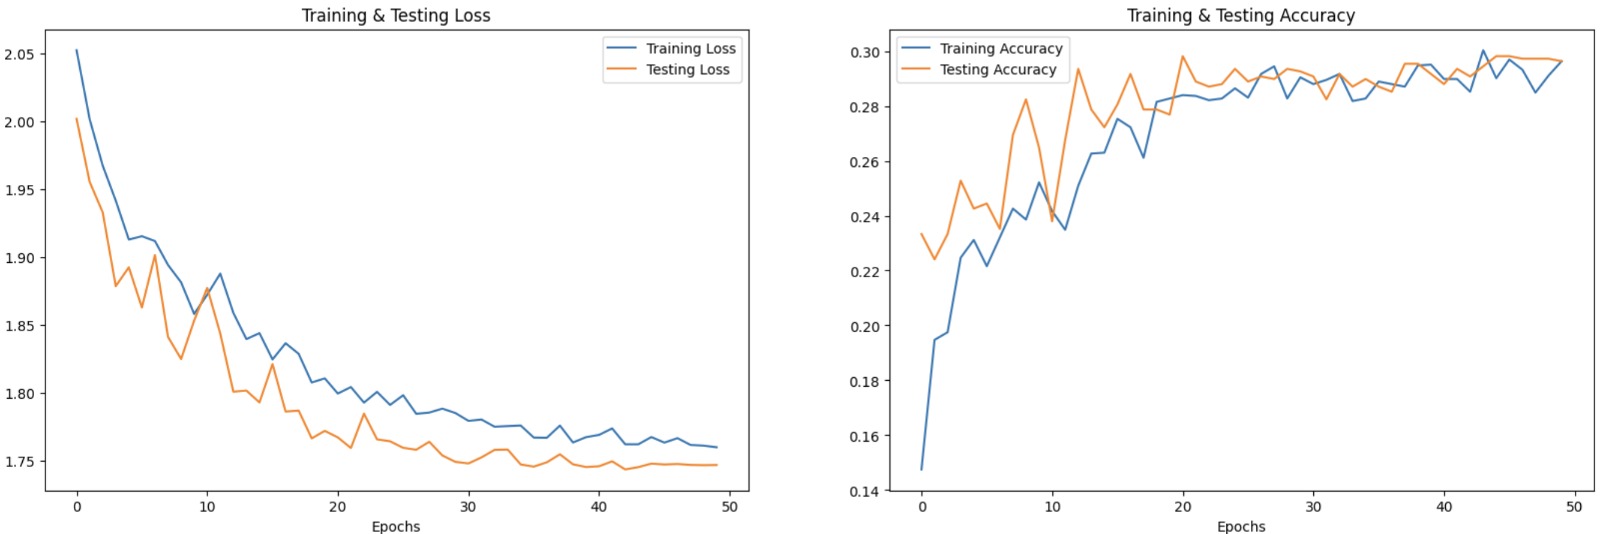 Training & Testing Loss
2.05
2.00
1.95
1.90
1.85
1.80
1.75
Training Loss
Testing Loss
0 10 20 30 40 50
Epochs
Training & Testing Accuracy
0.30
0.28
0.26
0.24
0.22
0.20
0.18
0.16
0.14
Training Accuracy
Testing Accuracy
0 10 20 30 40 50
Epochs